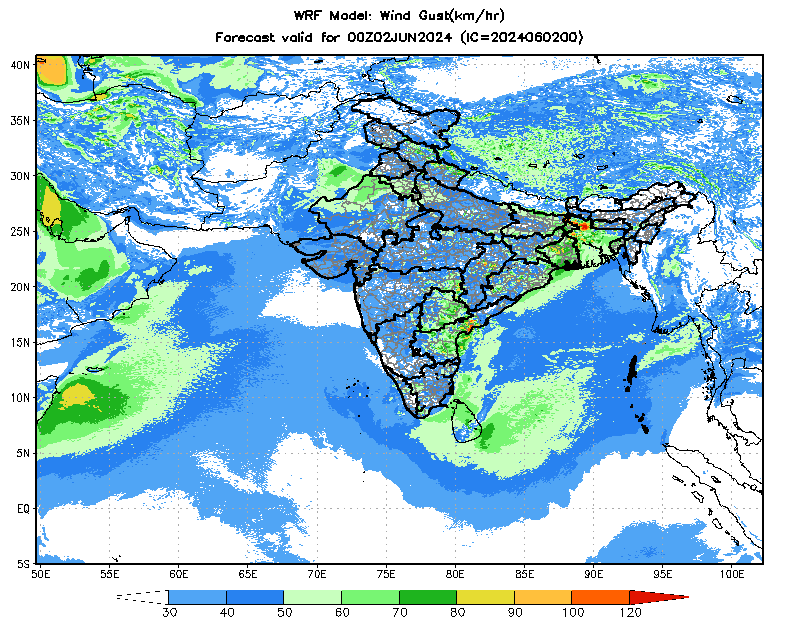 WRF Model: Wind Gust(km/hr)
Forecast valid for 00Z02JUN2024 (IC=2024060200)
40N
35N
30N
25N
20N
15N
10N
5N
EQ
5S
50E 55E 60E 65E 70E 75E 80E 85E 90E 95E 100E
30 40 50 60 70 80 90 100 120